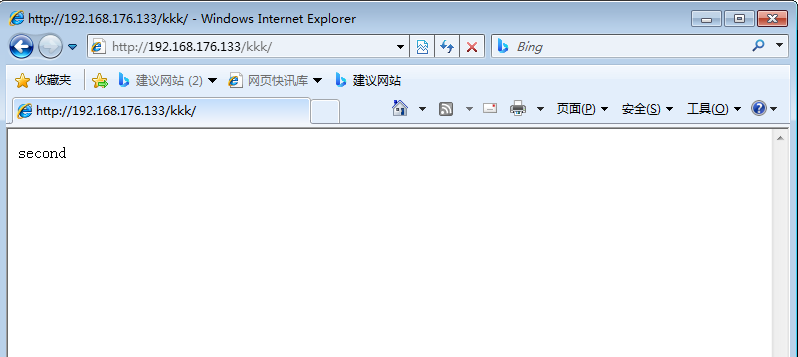 http://192.168.176.133/kkk/ - Windows Internet Explorer
http://192.168.176.133/kkk/
Bing
收藏夹
建议网站 (2)
网页快讯库
建议网站
http://192.168.176.133/kkk/
页面(P)
安全(S)
工具(O)
second